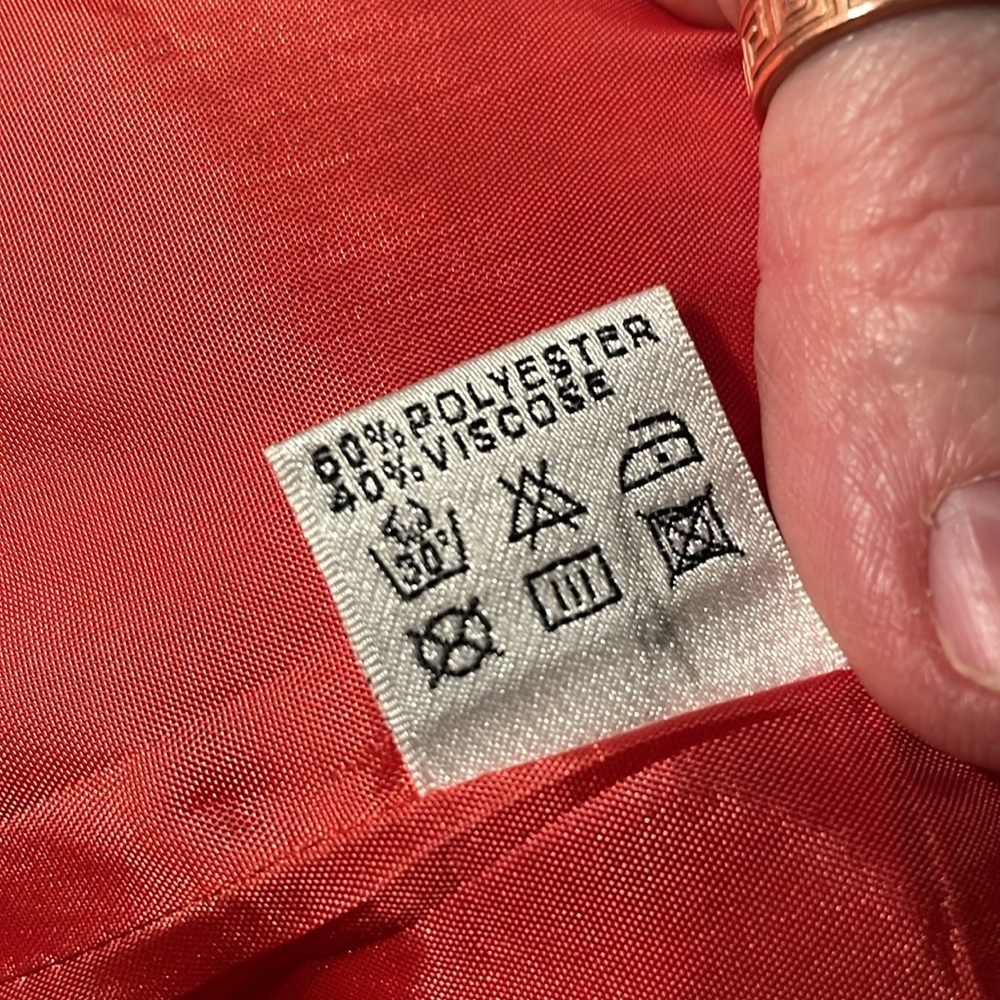 60% POLYESTER
40% VISCOSE
30°